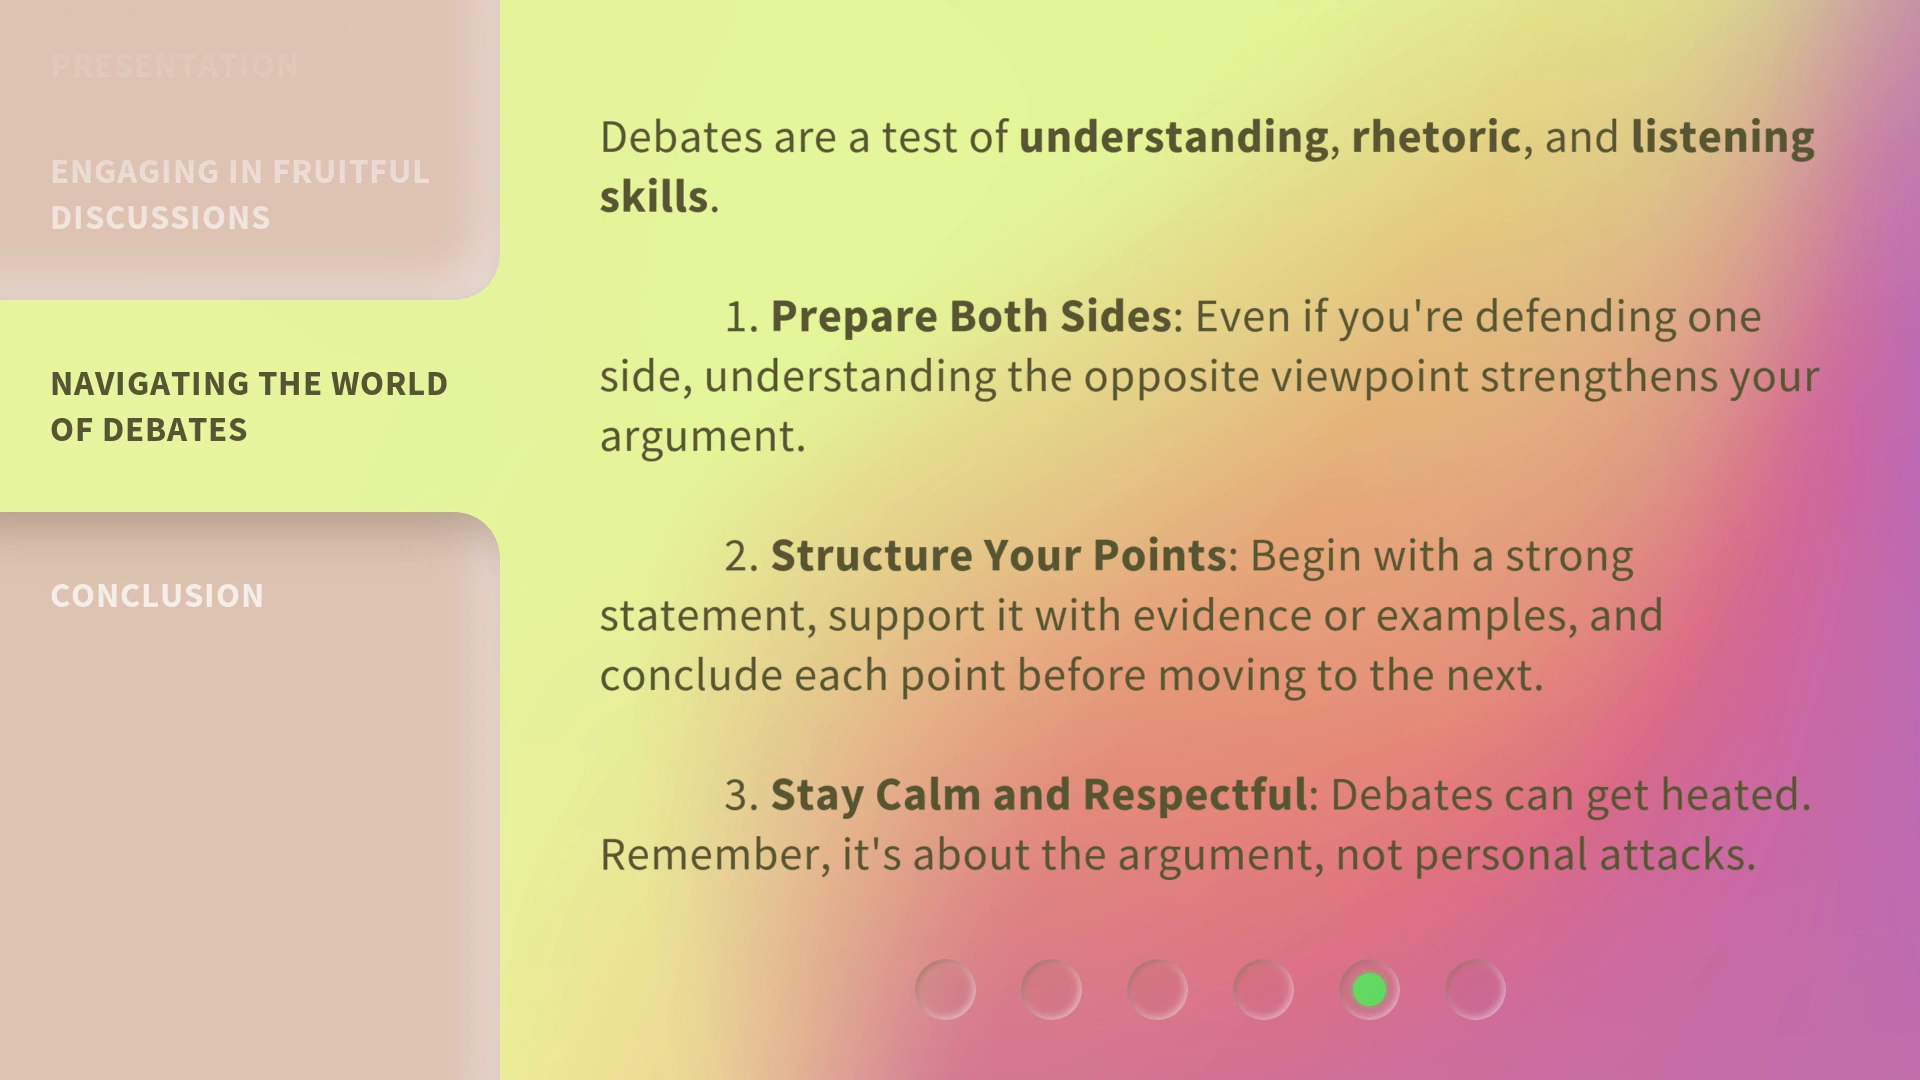 PRESENTATION
ENGAGING IN FRUITFUL
DISCUSSIONS
NAVIGATING THE WORLD
OF DEBATES
CONCLUSION
Debates are a test of understanding, rhetoric, and listening
skills.
1. Prepare Both Sides: Even if you're defending one
side, understanding the opposite viewpoint strengthens your
argument.
2. Structure Your Points: Begin with a strong
statement, support it with evidence or examples, and
conclude each point before moving to the next.
3. Stay Calm and Respectful: Debates can get heated.
Remember, it's about the argument, not personal attacks.